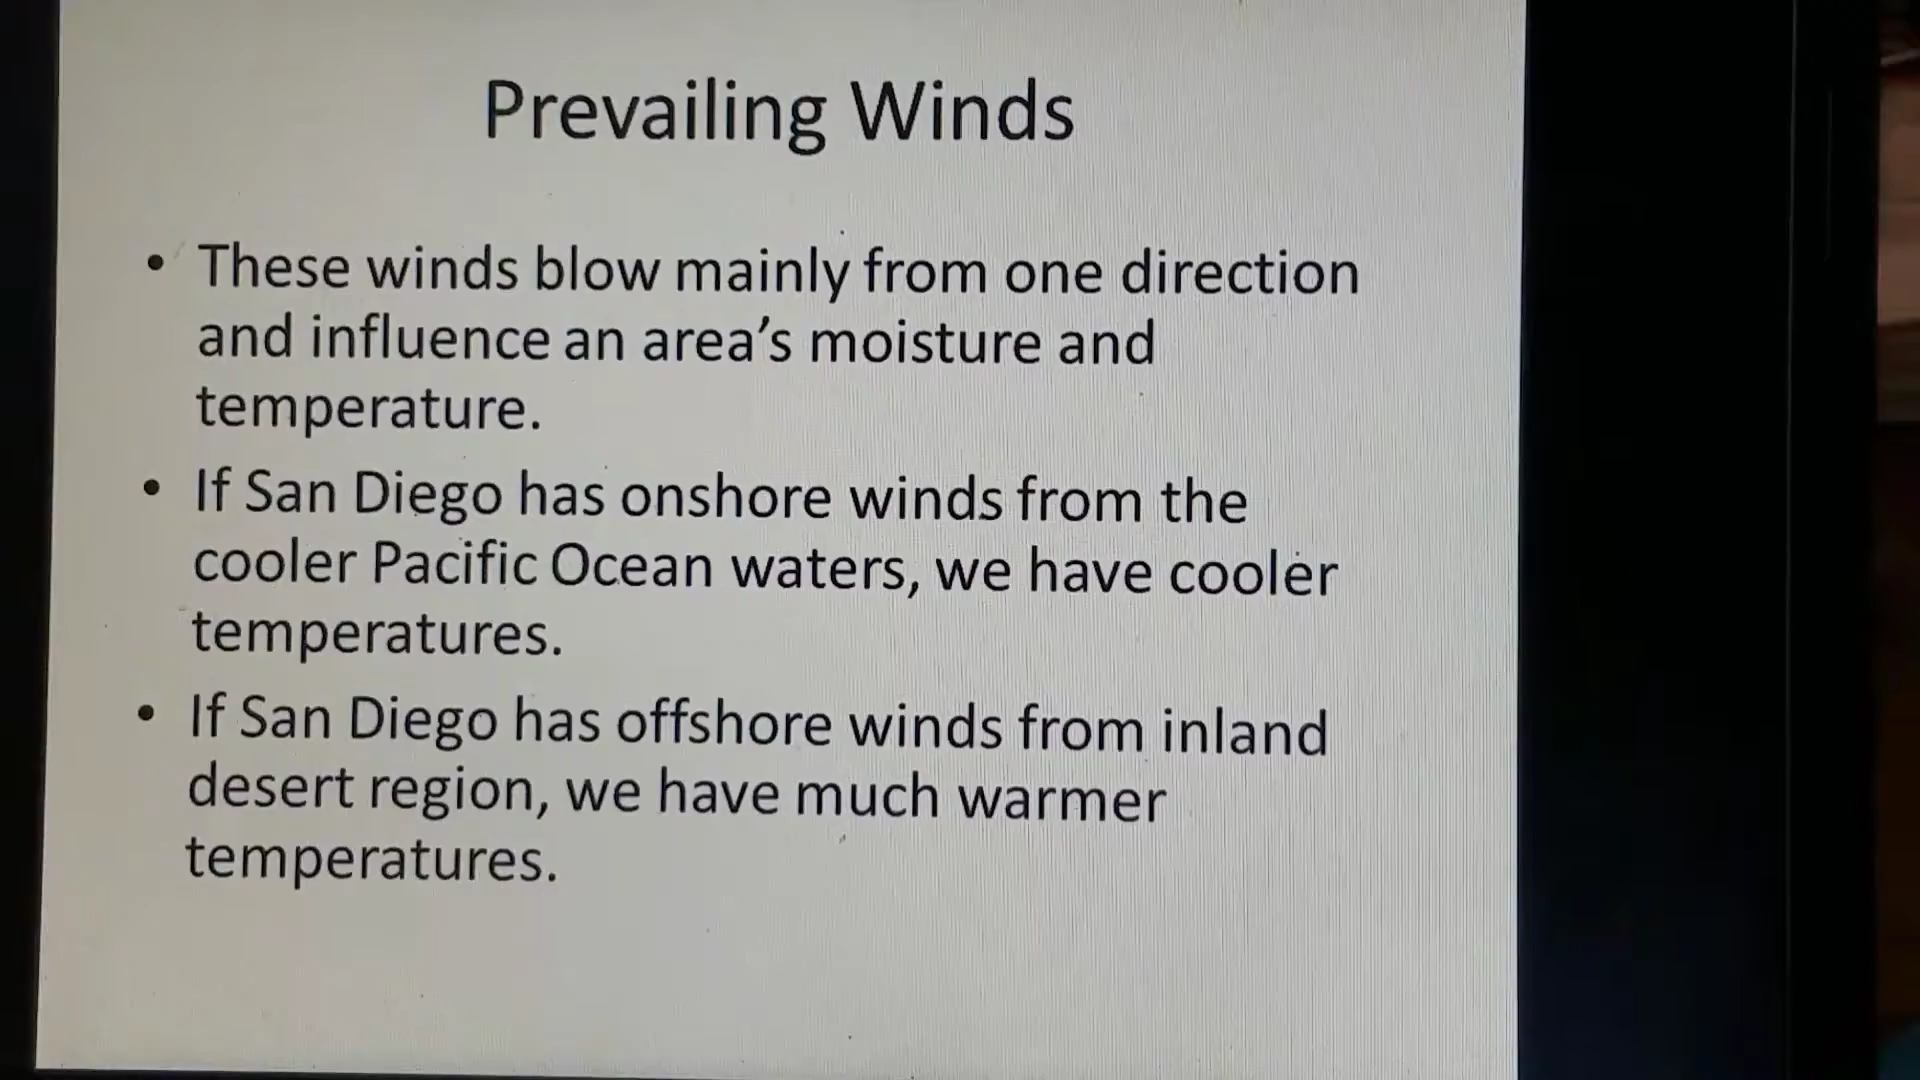 Prevailing Winds
• These winds blow mainly from one direction
and influence an area's moisture and
temperature.
• If San Diego has onshore winds from the
cooler Pacific Ocean waters, we have cooler
temperatures.
• If San Diego has offshore winds from inland
desert region, we have much warmer
temperatures.